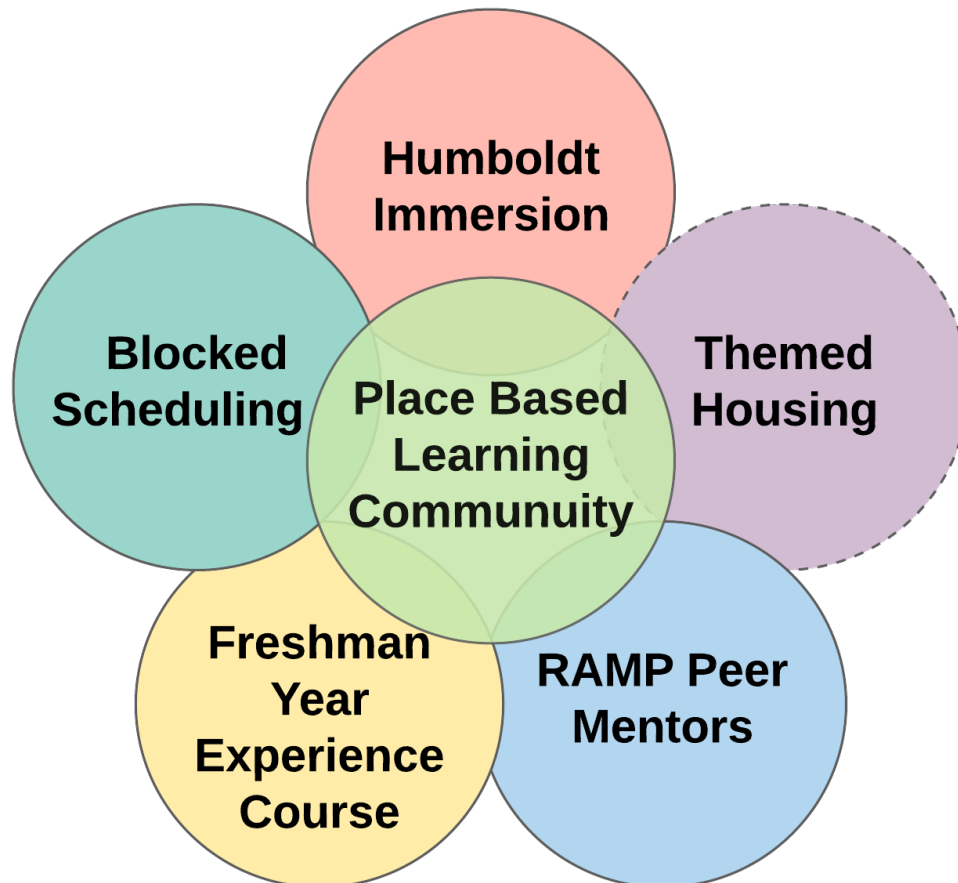 Humboldt
Immersion
Blocked
Scheduling
Themed
Housing
Place Based
Learning
Communuity
Freshman
Year
Experience
Course
RAMP Peer
Mentors